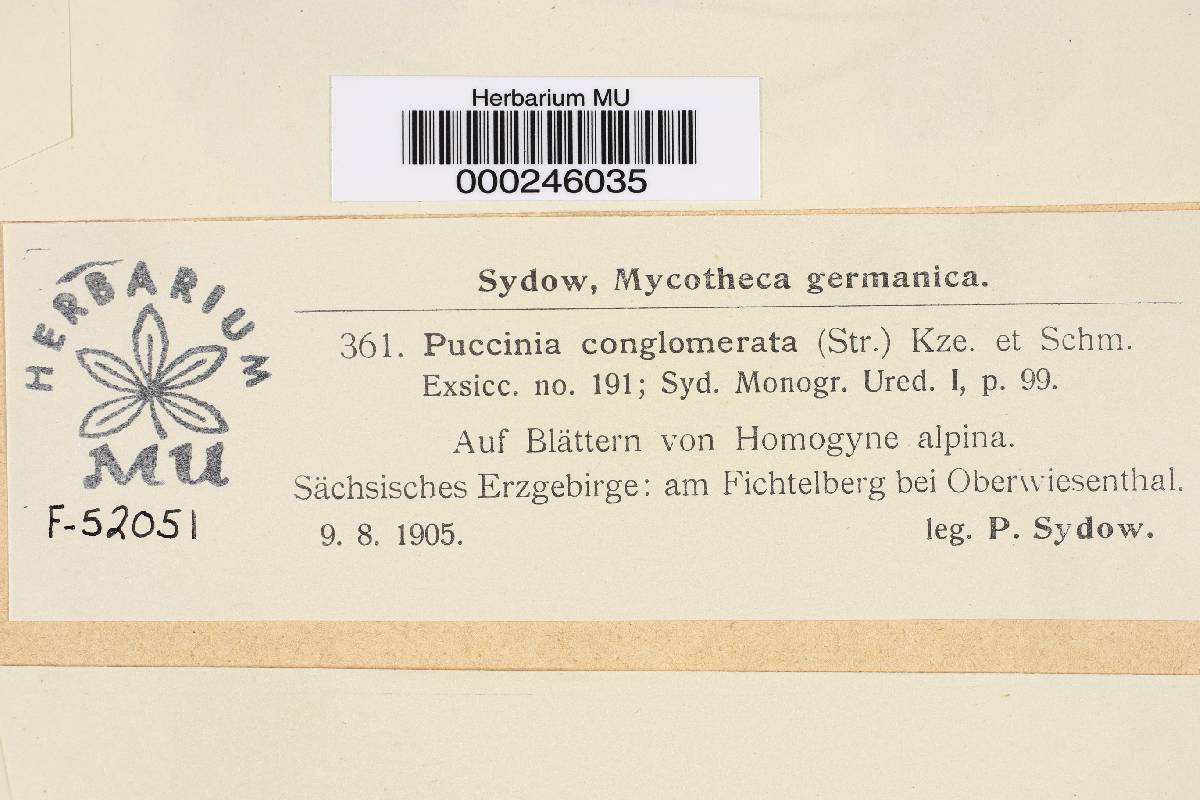 Herbarium MU
000246035
HERBARIUM
MU
F-52051
Sydow, Mycotheca germanica.
361. Puccinia conglomerata (Str.) Kze. et Schm.
Exsicc. no. 191; Syd. Monogr. Ured. I, p. 99.
Auf Blättern von Homogyne alpina.
Sächsisches Erzgebirge: am Fichtelberg bei Oberwiesenthal.
9. 8. 1905. leg. P. Sydow.